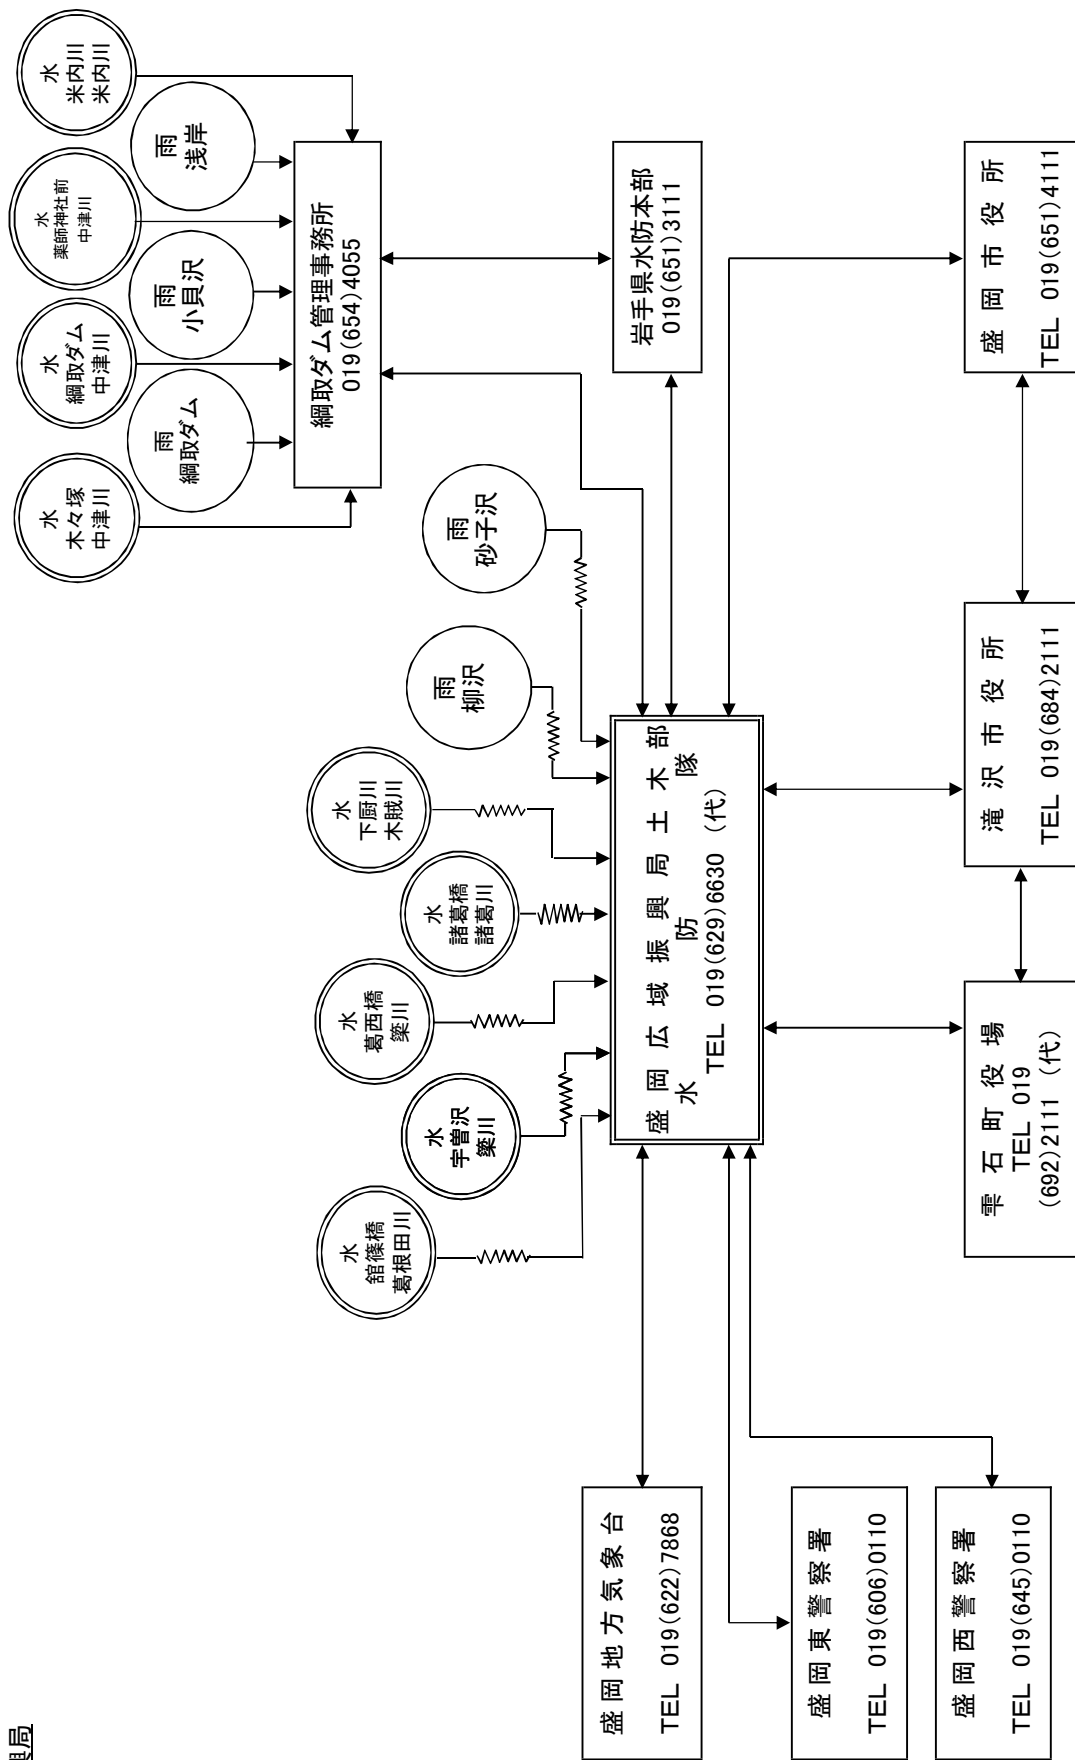 興局
水
舘篠橋
葛根田川
水
宇曽沢
簗川
水
葛西橋
簗川
水
諸葛橋
諸葛川
水
下厨川
木賊川
雨
柳沢
雨
砂子沢
水
木々塚
中津川
雨
綱取ダム
水
綱取ダム
中津川
雨
小貝沢
水
薬師神社前
中津川
雨
浅岸
水
米内川
米内川
綱取ダム管理事務所
019(654)4055
岩手県水防本部
019(651)3111
盛岡広域振興局土木部
水防隊
TEL 019(629)6630 (代)
盛岡地方気象台
TEL 019(622)7868
盛岡東警察署
TEL 019(606)0110
盛岡西警察署
TEL 019(645)0110
雫石町役場
TEL 019
(692)2111 (代)
滝沢市役所
TEL 019(684)2111
盛岡市役所
TEL 019(651)4111